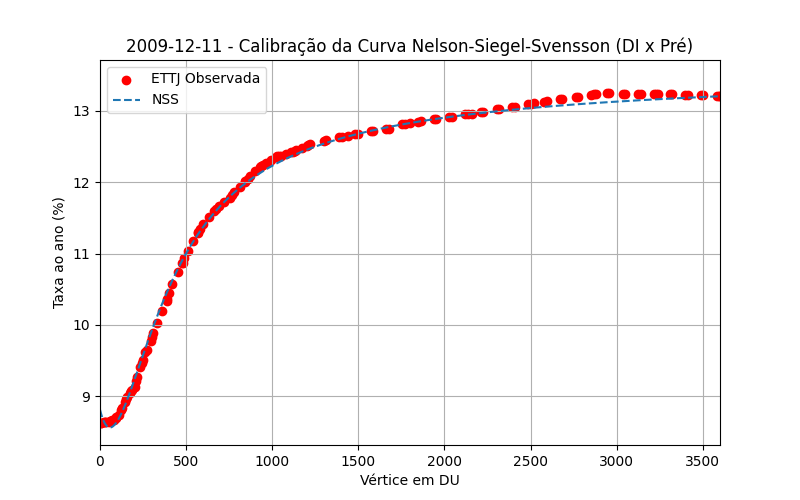 2009-12-11 - Calibração da Curva Nelson-Siegel-Svensson (DI x Pré)
ETTJ Observada
NSS
Taxa ao ano (%)
13
12
11
10
9
0 500 1000 1500 2000 2500 3000 3500
Vértice em DU